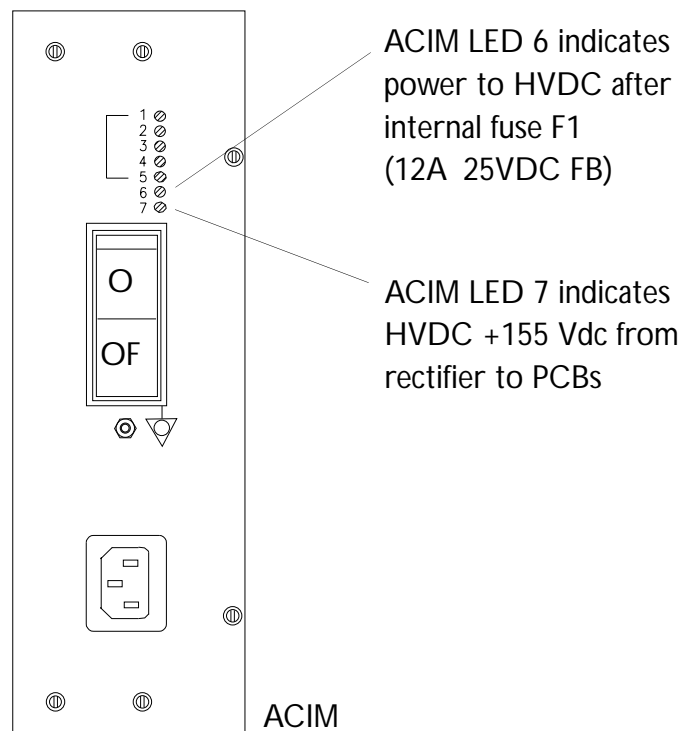 ACIM LED 6 indicates
power to HVDC after
internal fuse F1
(12A 25VDC FB)
1
2
3
4
5
6
7
O
OF
ACIM LED 7 indicates
HVDC +155 Vdc from
rectifier to PCBs
ACIM